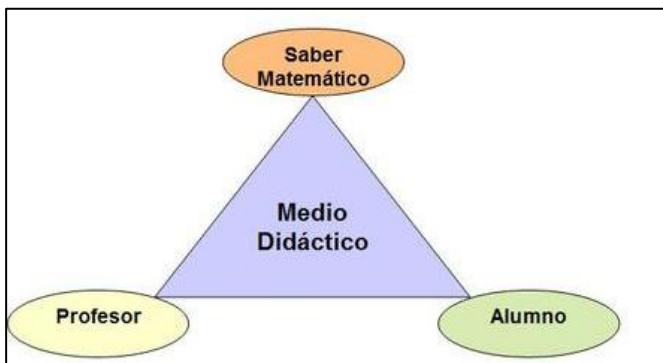 Saber
Matemático
Medio
Didáctico
Profesor
Alumno